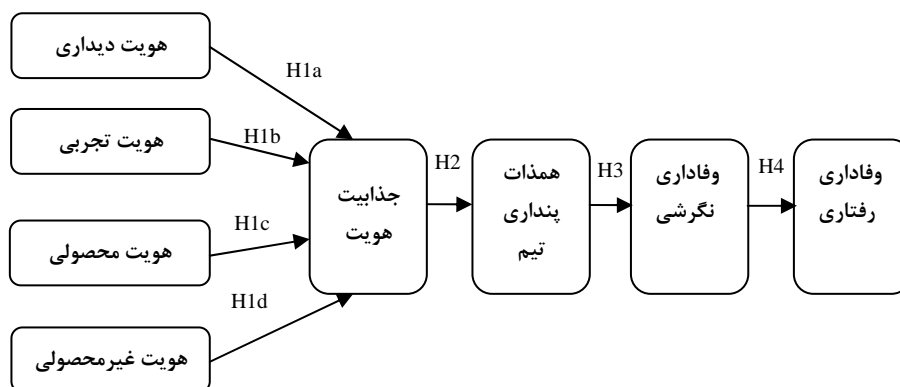 هویت دیداری
H1a
هویت تجربی
H1b
هویت محصولی
H1c
هویت غیرمحصولی
H1d
جذابیت
هویت
H2
همذات
پنداری
تیم
H3
وفاداری
نگرشی
H4
وفاداری
رفتاری